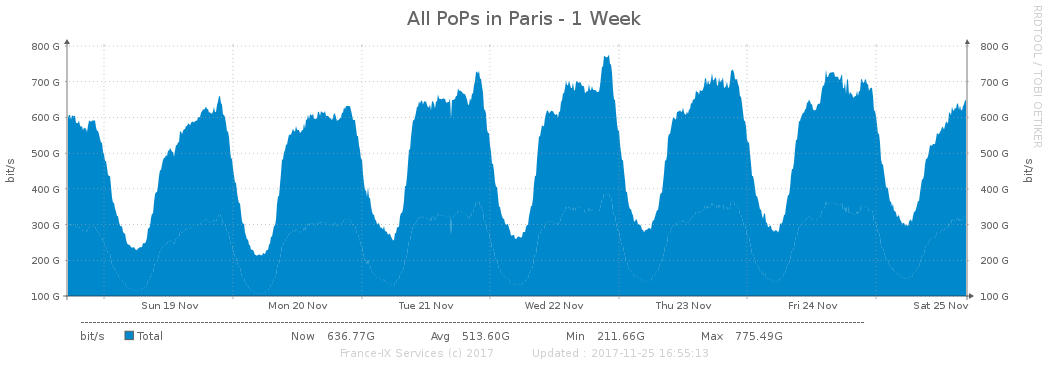 All PoPs in Paris - 1 Week
RRDTOOL / TOBI OETIKER
bit/s
800 G
700 G
600 G
500 G
400 G
300 G
200 G
100 G
800 G
700 G
600 G
500 G
400 G
300 G
200 G
100 G
bit/s
Sun 19 Nov Mon 20 Nov Tue 21 Nov Wed 22 Nov Thu 23 Nov Fri 24 Nov Sat 25 Nov
bit/s Total Now 636.77G Avg 513.60G Min 211.66G Max 775.49G
France-IX Services (c) 2017 Updated : 2017-11-25 16:55:13